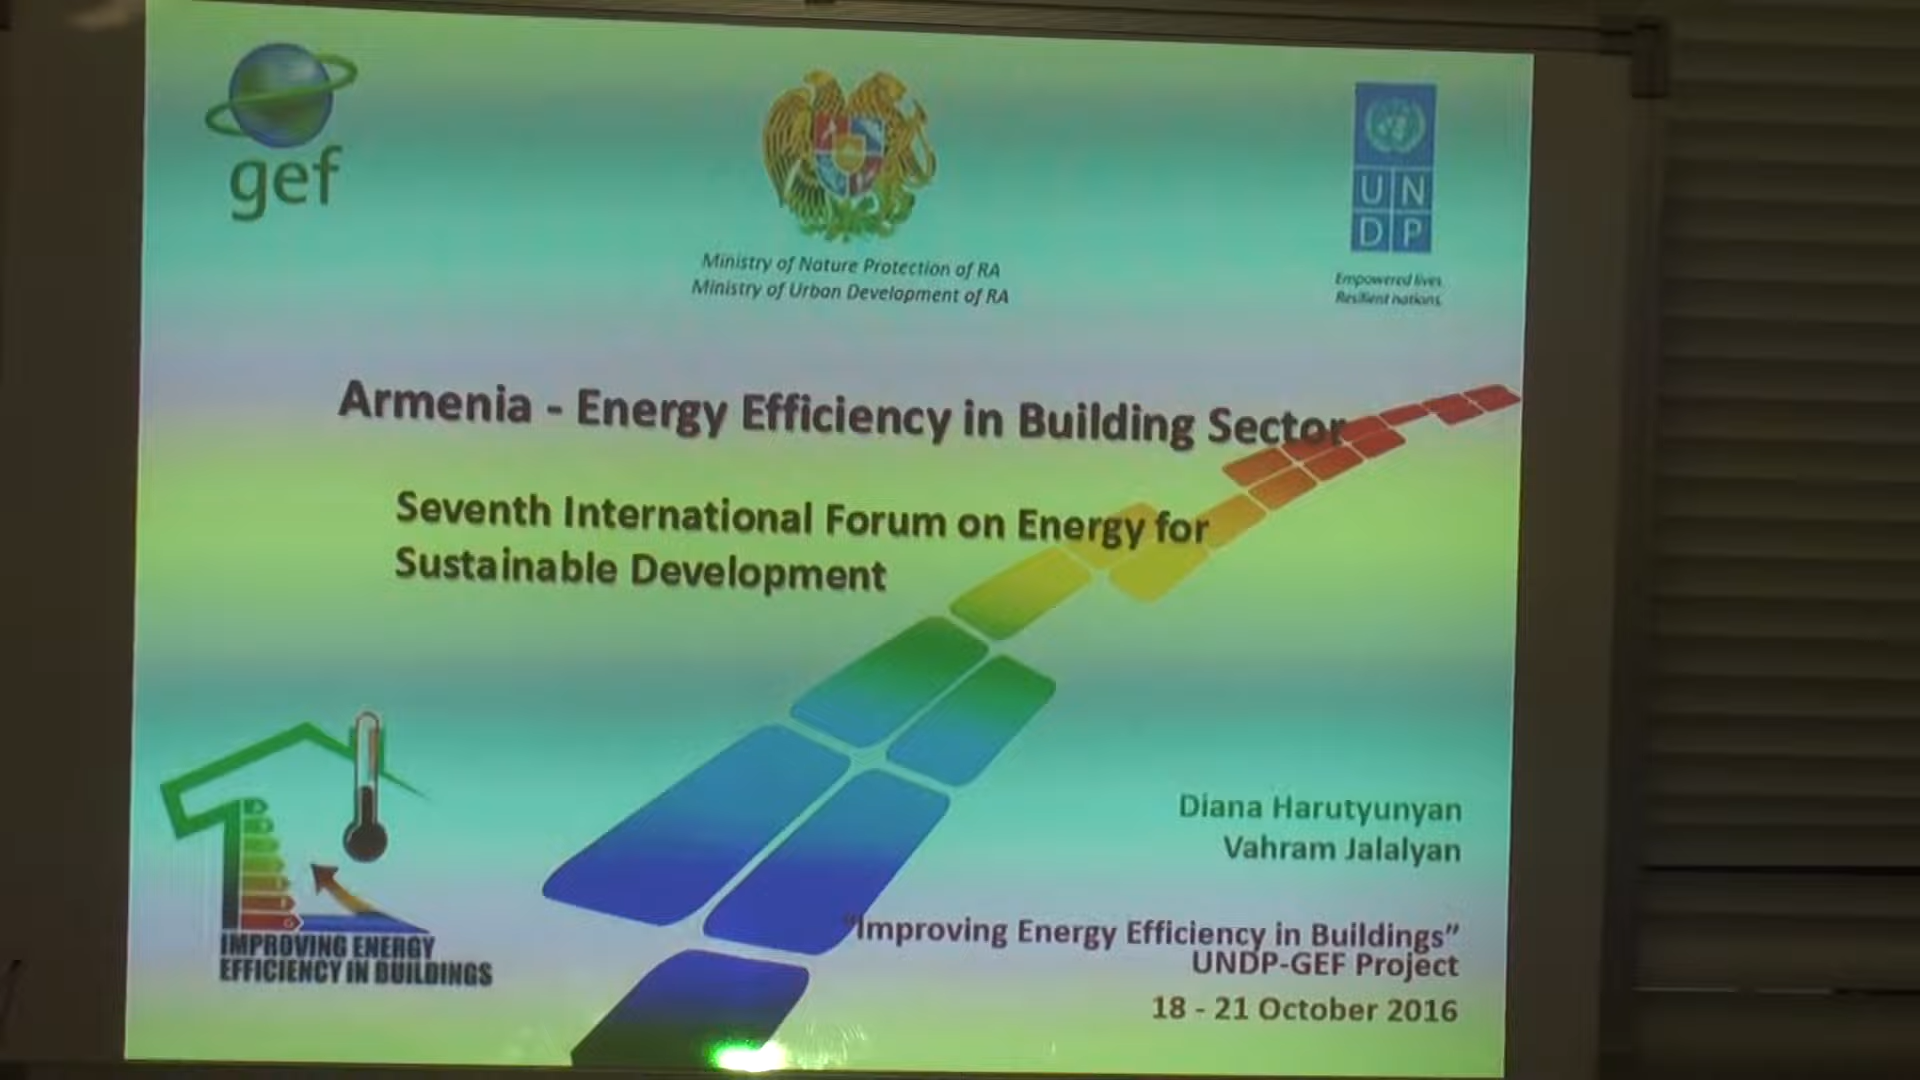 gef
Ministry of Nature Protection of RA
Ministry of Urban Development of RA
U N
D P
Empowered lives.
Resilient nations.
Armenia - Energy Efficiency in Building Sector
Seventh International Forum on Energy for
Sustainable Development
Diana Harutyunyan
Vahram Jalalyan
"Improving Energy Efficiency in Buildings"
UNDP-GEF Project
18 - 21 October 2016
IMPROVING ENERGY
EFFICIENCY IN BUILDINGS